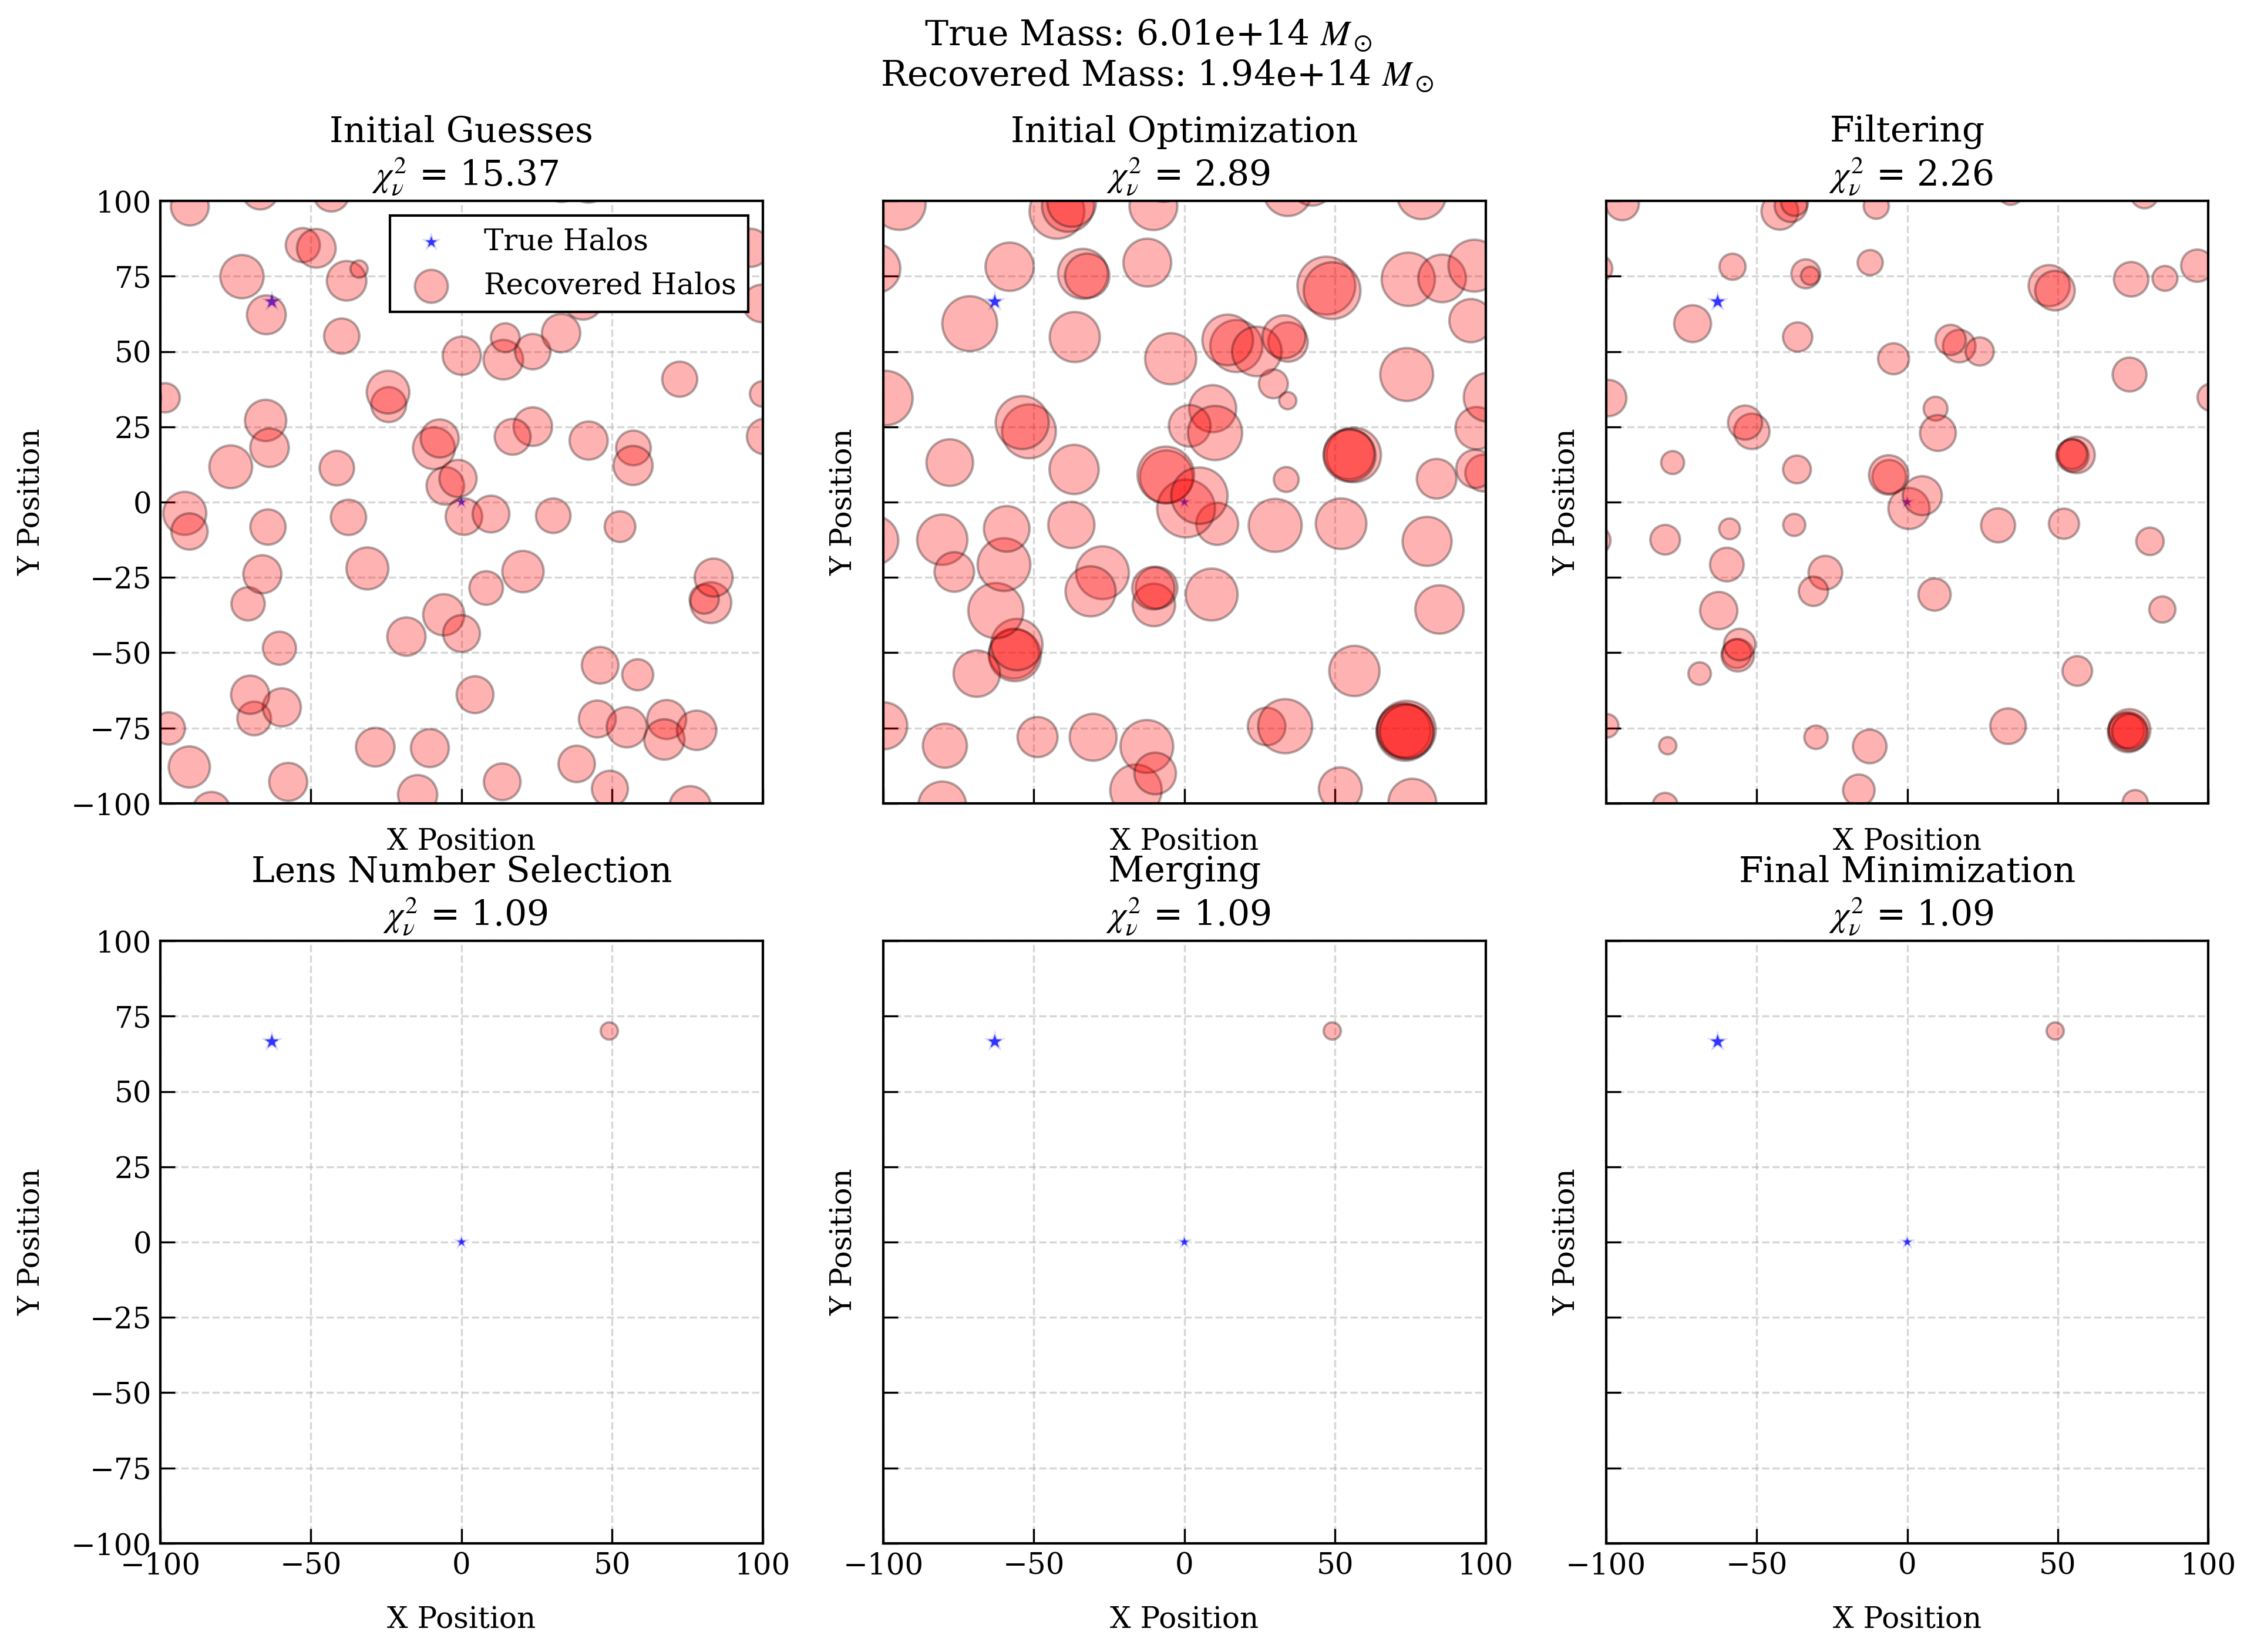 True Mass: 6.01e+14 M⊙
Recovered Mass: 1.94e+14 M⊙
Initial Guesses
χ²ν = 15.37
Initial Optimization
χ²ν = 2.89
Filtering
χ²ν = 2.26
True Halos
Recovered Halos
100
75
50
25
0
−25
−50
−75
−100
Y Position
Y Position
Y Position
X Position
X Position
X Position
Lens Number Selection
χ²ν = 1.09
Merging
χ²ν = 1.09
Final Minimization
χ²ν = 1.09
100
75
50
25
0
−25
−50
−75
−100
Y Position
Y Position
Y Position
−100 −50 0 50 100
−100 −50 0 50 100
−100 −50 0 50 100
X Position
X Position
X Position